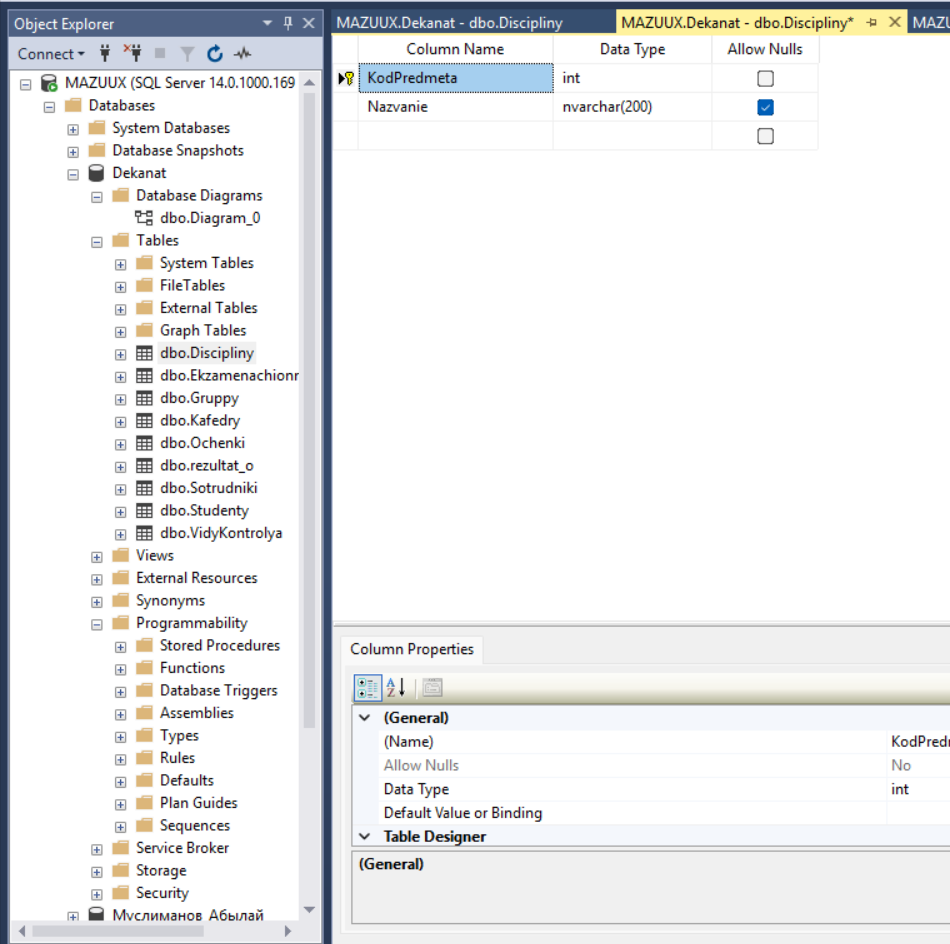 Object Explorer
Connect
MAZUUX (SQL Server 14.0.1000.169
Databases
System Databases
Database Snapshots
Dekanat
Database Diagrams
dbo.Diagram_0
Tables
System Tables
FileTables
External Tables
Graph Tables
dbo.Discipliny
dbo.Ekzamenachionn
dbo.Gruppy
dbo.Kafedry
dbo.Ochenki
dbo.rezultat_o
dbo.Sotrudniki
dbo.Studenty
dbo.VidyKontrolya
Views
External Resources
Synonyms
Programmability
Stored Procedures
Functions
Database Triggers
Assemblies
Types
Rules
Defaults
Plan Guides
Sequences
Service Broker
Storage
Security
Муслиманов_Абылай
MAZUUX.Dekanat - dbo.Discipliny
MAZUUX.Dekanat - dbo.Discipliny*
MAZU
Column Name Data Type Allow Nulls
KodPredmeta int
Nazvanie nvarchar(200)
Column Properties
(General)
(Name) KodPredm
Allow Nulls No
Data Type int
Default Value or Binding
Table Designer
(General)